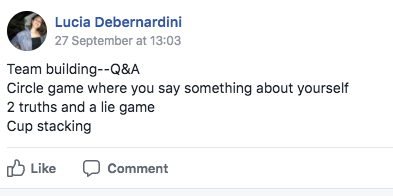 Lucia Debernardini
27 September at 13:03
Team building--Q&A
Circle game where you say something about yourself
2 truths and a lie game
Cup stacking
Like Comment